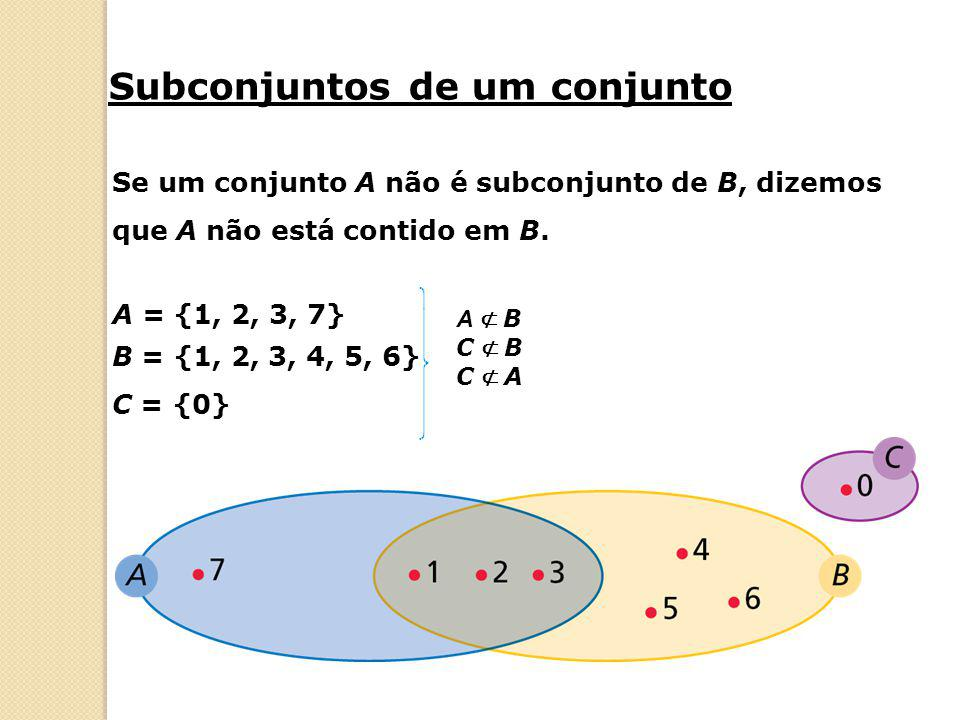 Subconjuntos de um conjunto
Se um conjunto A não é subconjunto de B, dizemos
que A não está contido em B.
A = {1, 2, 3, 7}
B = {1, 2, 3, 4, 5, 6}
C = {0}
A ⊄ B
C ⊄ B
C ⊄ A
C
0
A
7
1
2
3
4
5
6
B